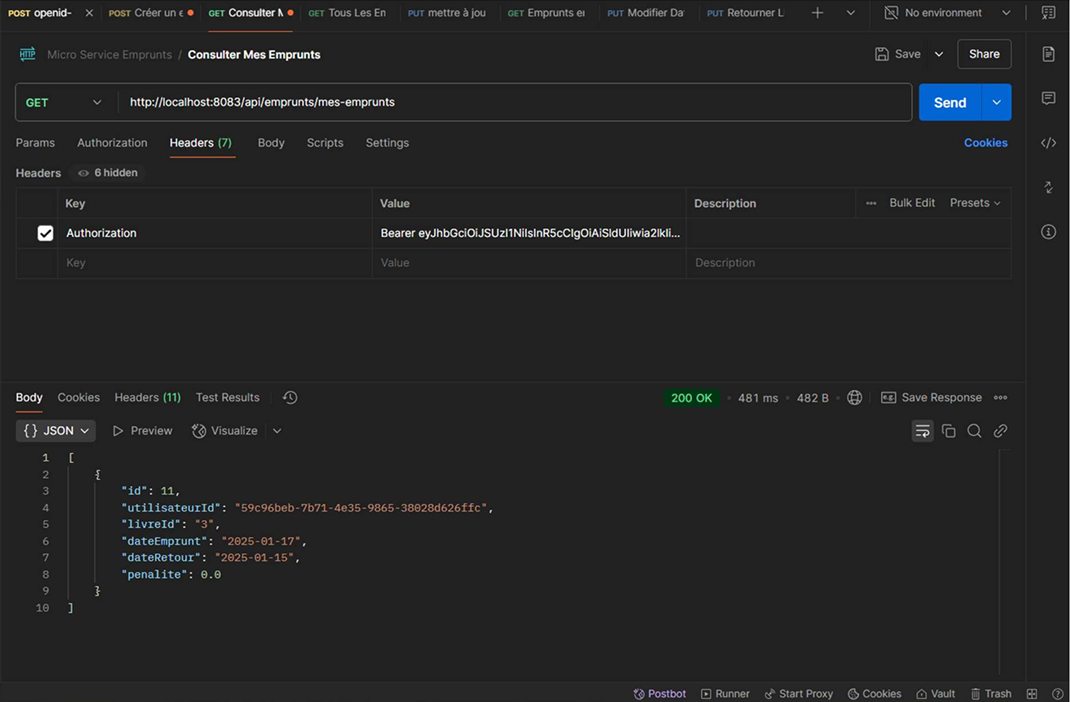 POST openid- POST Créer un e GET Consulter M GET Tous Les En PUT mettre à jou GET Emprunts en PUT Modifier Da PUT Retourner L No environment
HTTP Micro Service Emprunts / Consulter Mes Emprunts Save Share
GET http://localhost:8083/api/emprunts/mes-emprunts Send
Params Authorization Headers (7) Body Scripts Settings Cookies
Headers 6 hidden
Key Value Description Bulk Edit Presets
Authorization Bearer
Key Value Description
Body Cookies Headers (11) Test Results 200 OK 481 ms 482 B Save Response
{} JSON Preview Visualize
1 [
2 {
3 "id": 11,
4 "utilisateurId": "59c96beb-7b71-4e35-9865-38028d626ffc",
5 "livreId": "3",
6 "dateEmprunt": "2025-01-17",
7 "dateRetour": "2025-01-15",
8 "penalite": 0.0
9 }
10 ]
Postbot Runner Start Proxy Cookies Vault Trash